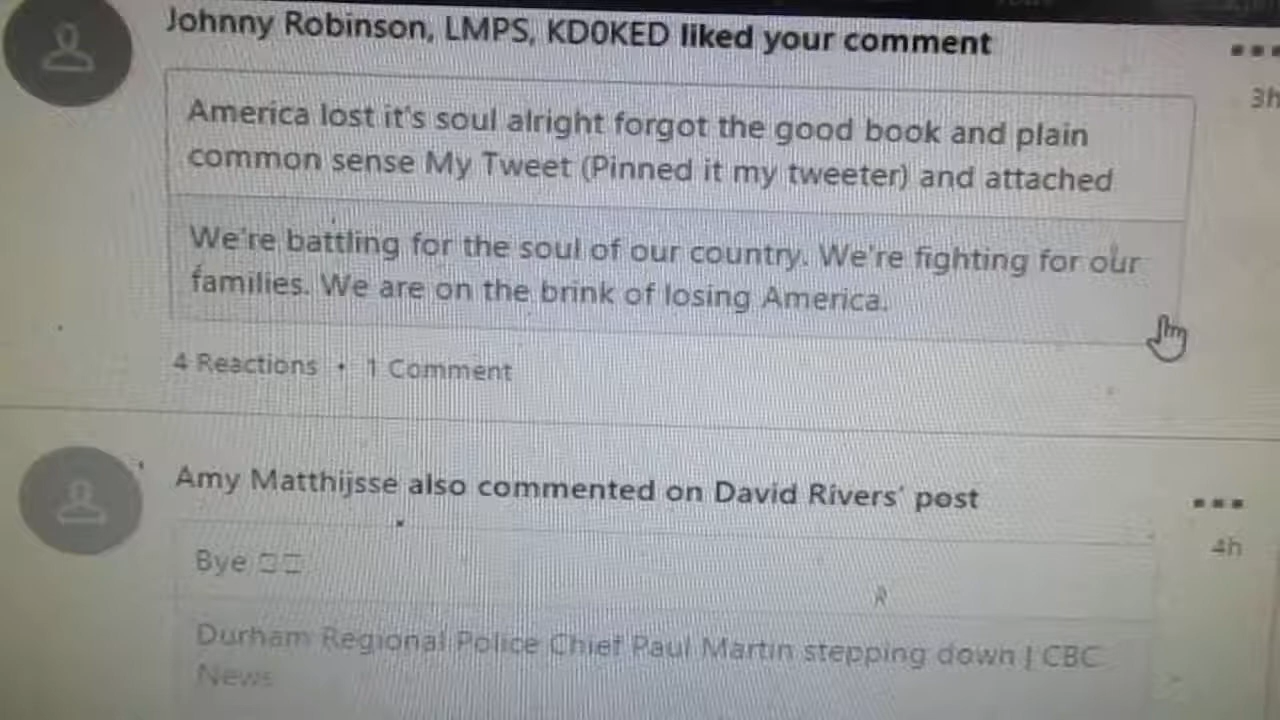 Johnny Robinson, LMPS, KD0KED liked your comment
3h
America lost it's soul alright forgot the good book and plain
common sense My Tweet (Pinned it my tweeter) and attached
We're battling for the soul of our country. We're fighting for our
families. We are on the brink of losing America.
4 Reactions • 1 Comment
Amy Matthijsse also commented on David Rivers' post
4h
Bye □□
Durham Regional Police Chief Paul Martin stepping down | CBC
News